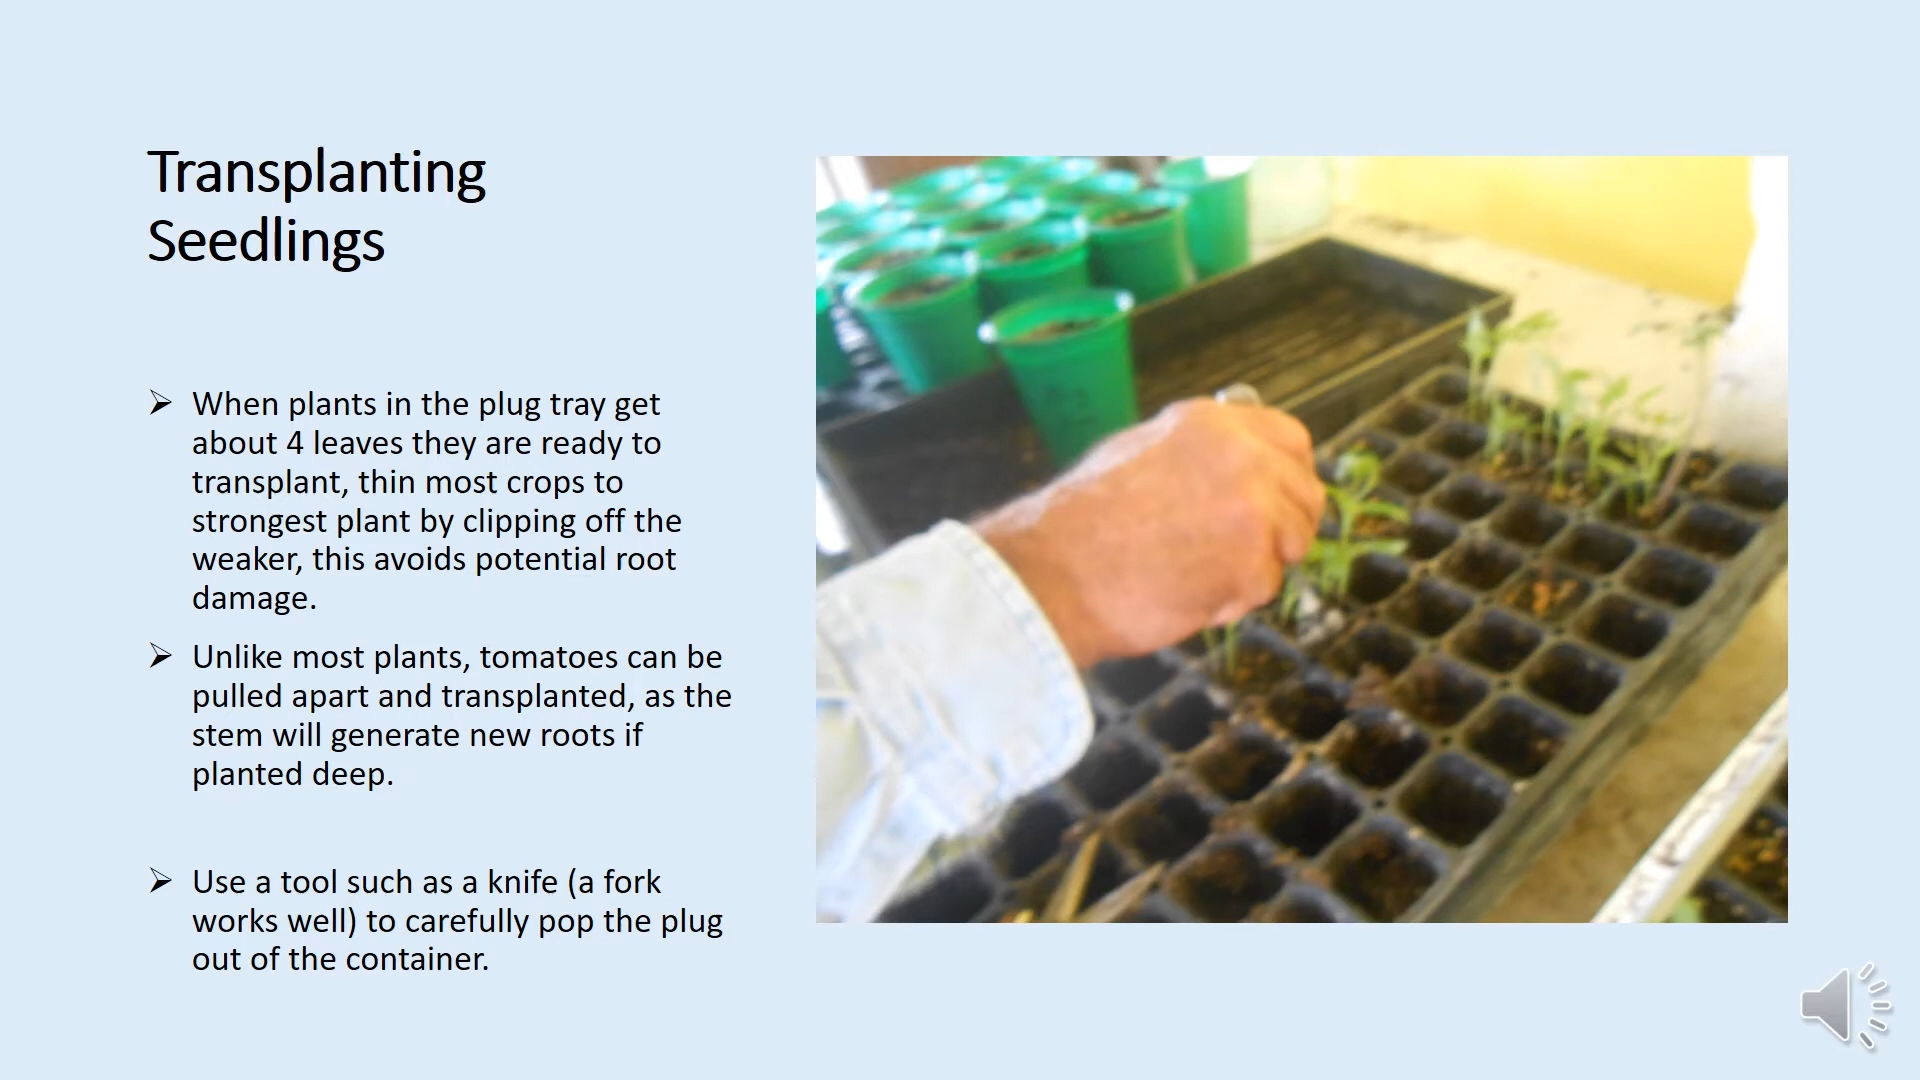 Transplanting
Seedlings
When plants in the plug tray get
about 4 leaves they are ready to
transplant, thin most crops to
strongest plant by clipping off the
weaker, this avoids potential root
damage.
Unlike most plants, tomatoes can be
pulled apart and transplanted, as the
stem will generate new roots if
planted deep.
Use a tool such as a knife (a fork
works well) to carefully pop the plug
out of the container.